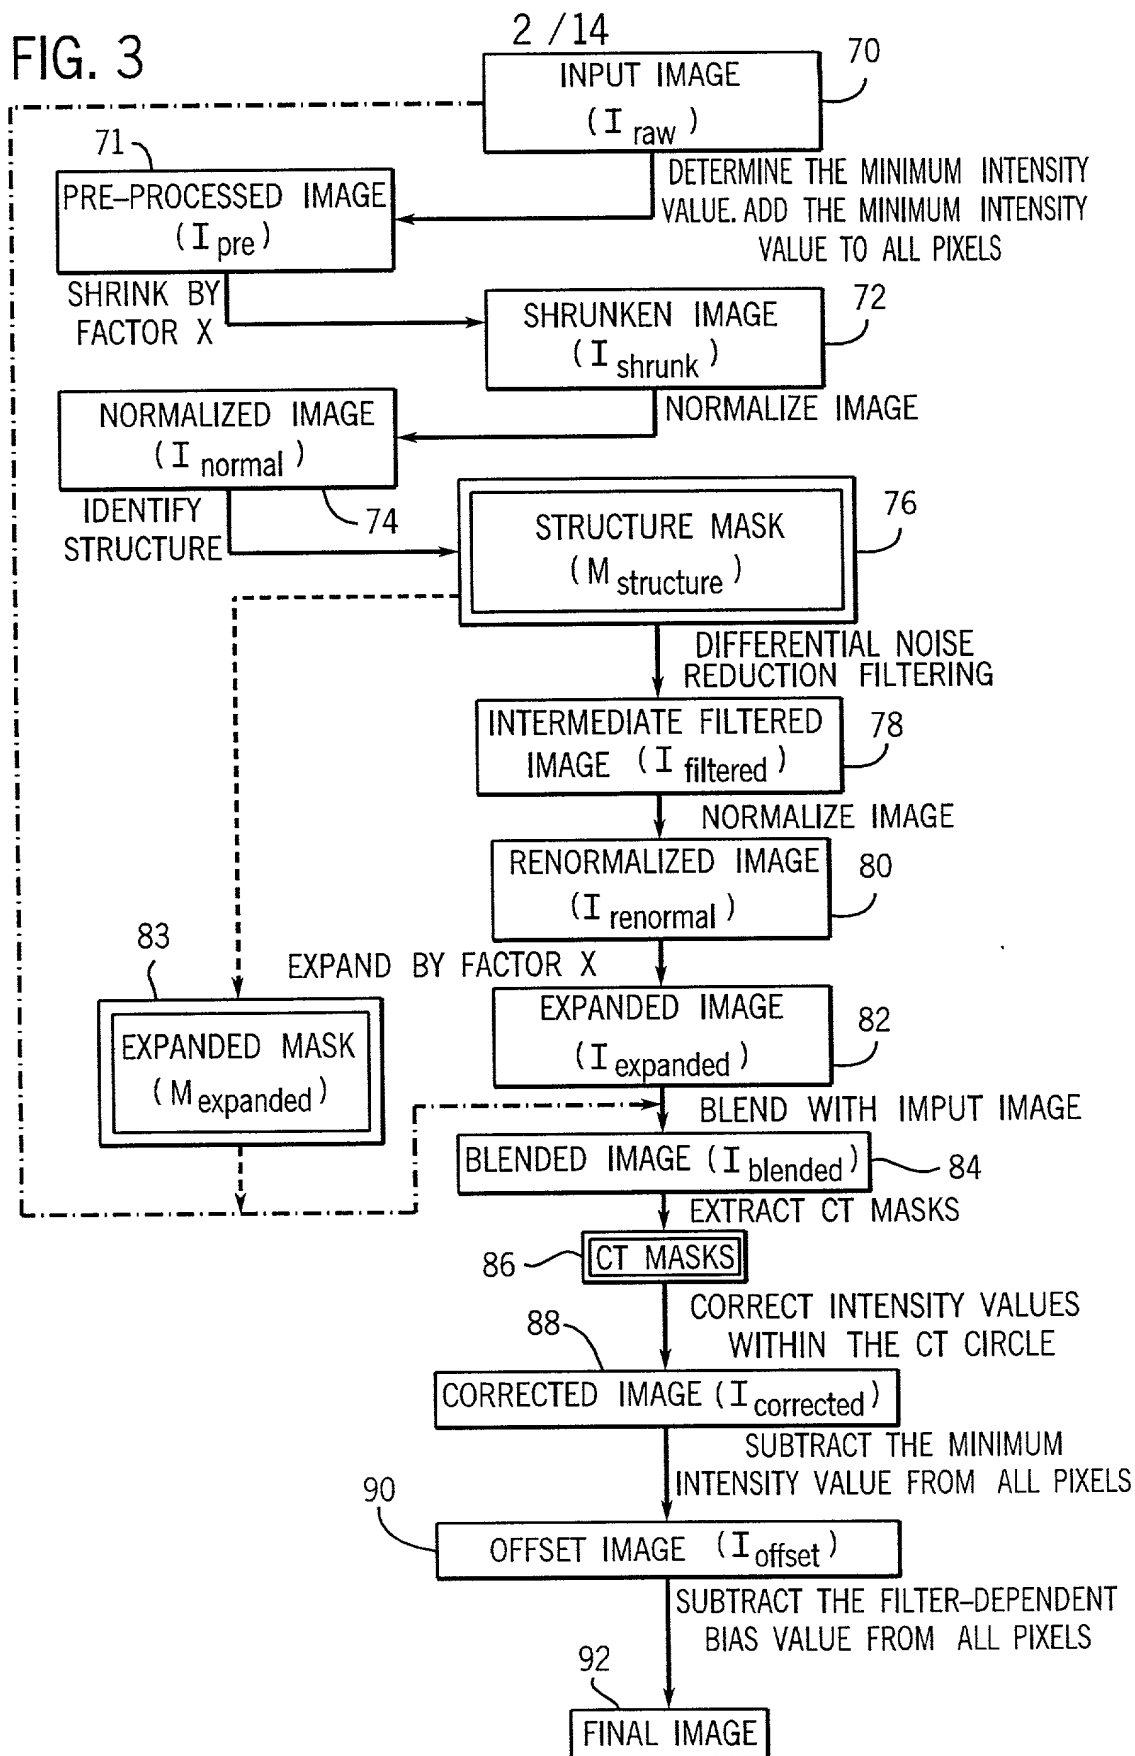 2 / 14
FIG. 3
INPUT IMAGE
(I raw)
70
71
DETERMINE THE MINIMUM INTENSITY
VALUE. ADD THE MINIMUM INTENSITY
VALUE TO ALL PIXELS
PRE-PROCESSED IMAGE
(I pre)
SHRINK BY
FACTOR X
SHRUNKEN IMAGE
(I shrunk)
72
NORMALIZE IMAGE
NORMALIZED IMAGE
(I normal)
74
IDENTIFY
STRUCTURE
STRUCTURE MASK
(M structure)
76
DIFFERENTIAL NOISE
REDUCTION FILTERING
INTERMEDIATE FILTERED
IMAGE (I filtered)
78
NORMALIZE IMAGE
RENORMALIZED IMAGE
(I renormal)
80
83
EXPAND BY FACTOR X
EXPANDED MASK
(M expanded)
EXPANDED IMAGE
(I expanded)
82
BLEND WITH IMPUT IMAGE
BLENDED IMAGE (I blended)
84
EXTRACT CT MASKS
86
CT MASKS
CORRECT INTENSITY VALUES
WITHIN THE CT CIRCLE
88
CORRECTED IMAGE (I corrected)
SUBTRACT THE MINIMUM
INTENSITY VALUE FROM ALL PIXELS
90
OFFSET IMAGE (I offset)
SUBTRACT THE FILTER-DEPENDENT
BIAS VALUE FROM ALL PIXELS
92
FINAL IMAGE